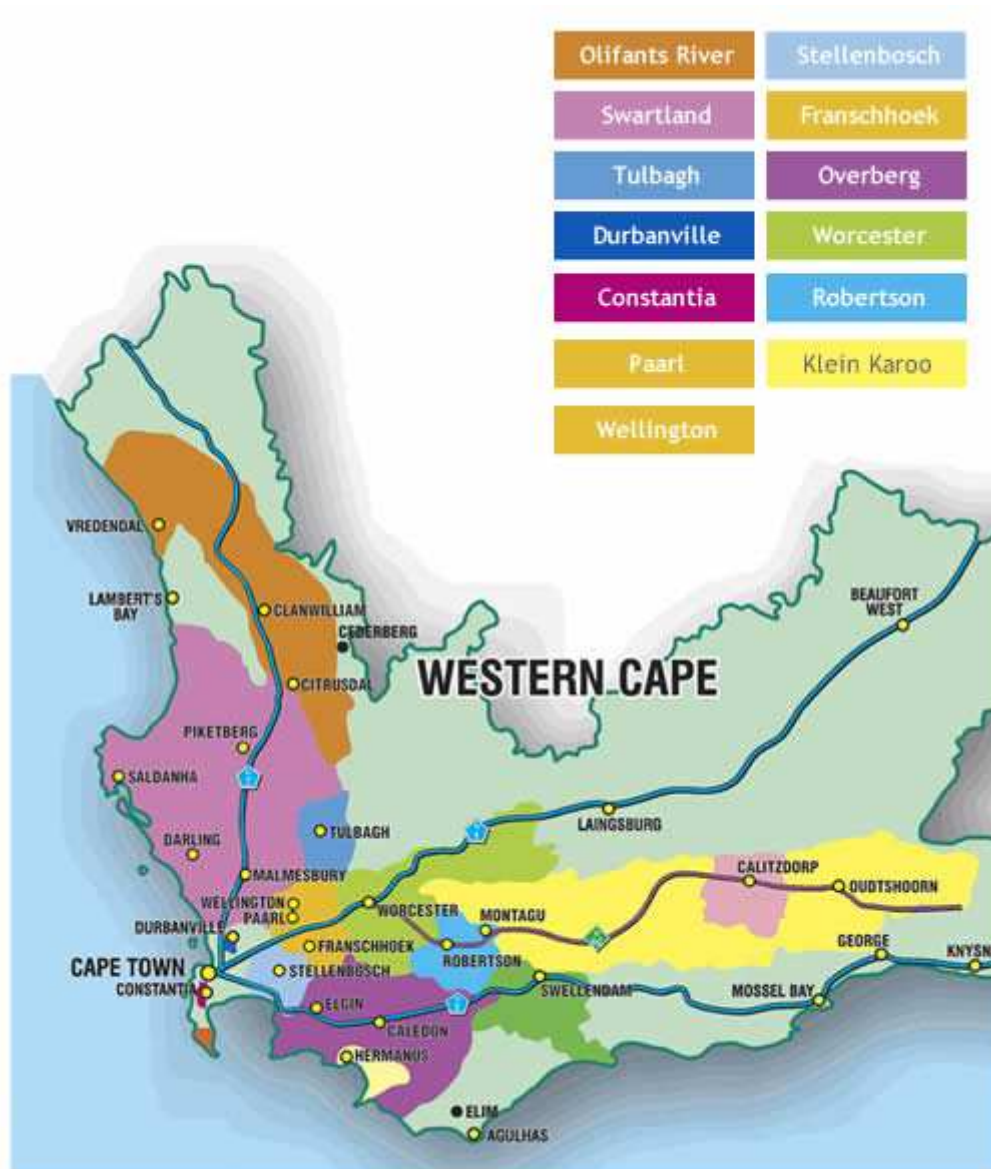 Olifants River
Stellenbosch
Swartland
Franschhoek
Tulbagh
Overberg
Durbanville
Worcester
Constantia
Robertson
Paarl
Klein Karoo
Wellington
VREDENDAL
LAMBERT'S
BAY
CLANWILLIAM
CEDERBERG
BEAUFORT
WEST
WESTERN CAPE
CITRUSDAL
PIKETBERG
SALDANHA
LAINGSBURG
TULBAGH
DARLING
CALITZDORP
MALMESBURY
OUDTSHOORN
WELLINGTON
PAARL
WORCESTER
MONTAGU
DURBANVILLE
FRANSCHHOEK
ROBERTSON
GEORGE
KNYSN
CAPE TOWN
STELLENBOSCH
CONSTANTIA
SWELLENDAM
MOSSEL BAY
ELGIN
CALEDON
HERMANUS
ELIM
AGULHAS